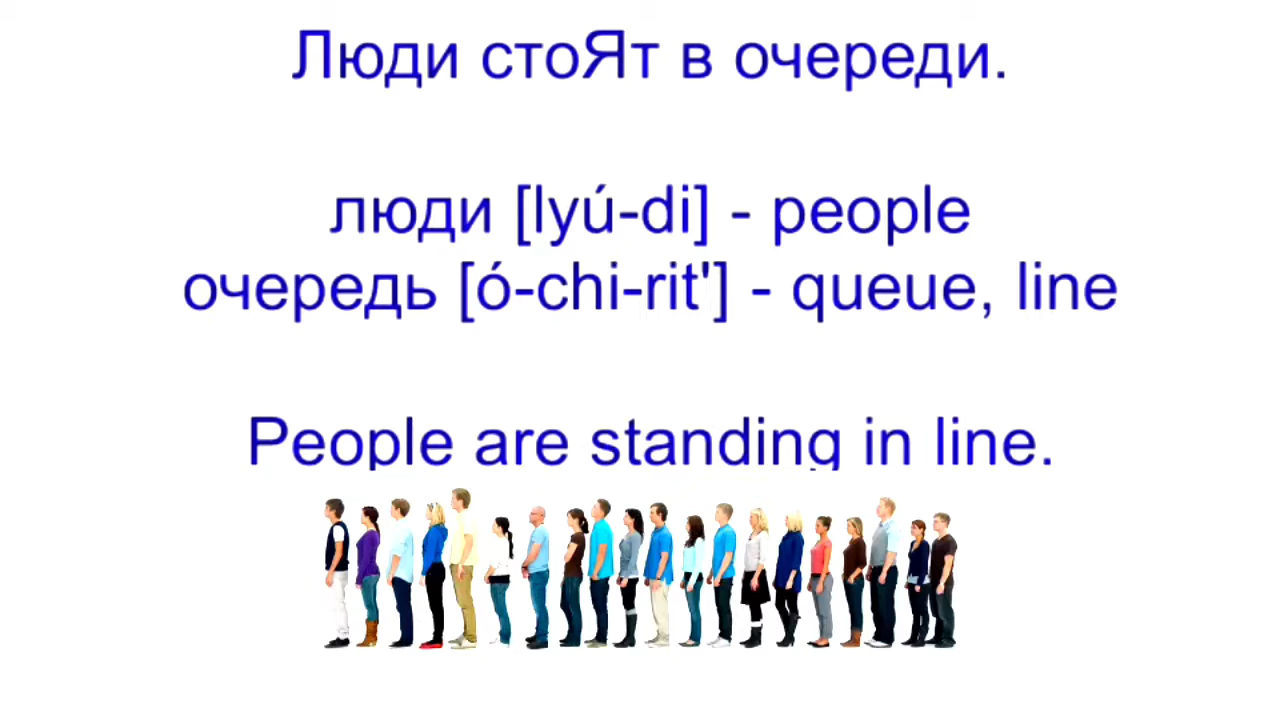 Люди стоЯт в очереди.
люди [lyú-di] - people
очередь [ó-chi-rit'] - queue, line
People are standing in line.